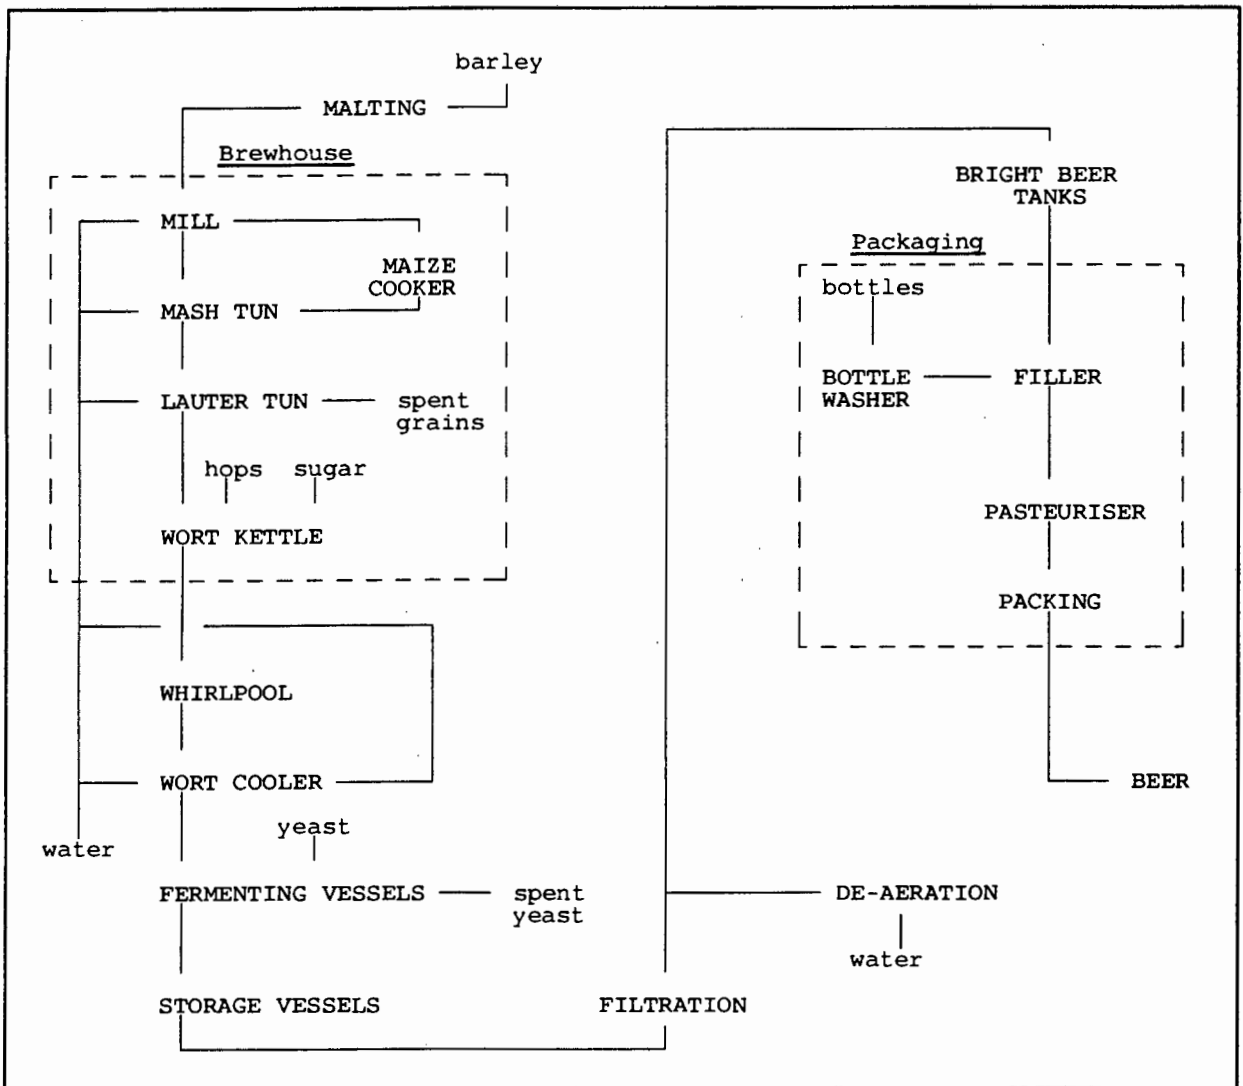 barley
MALTING
Brewhouse
MILL
MAIZE
COOKER
MASH TUN
LAUTER TUN
spent
grains
hops
sugar
WORT KETTLE
WHIRLPOOL
WORT COOLER
water
yeast
FERMENTING VESSELS
spent
yeast
STORAGE VESSELS
FILTRATION
DE-AERATION
water
BRIGHT BEER
TANKS
Packaging
bottles
BOTTLE
WASHER
FILLER
PASTEURISER
PACKING
BEER